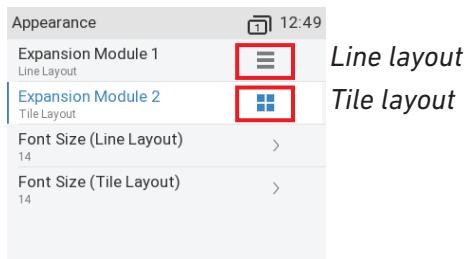 Appearance 1 12:49
Expansion Module 1
Line Layout
Line layout
Expansion Module 2
Tile Layout
Tile layout
Font Size (Line Layout)
14
Font Size (Tile Layout)
14